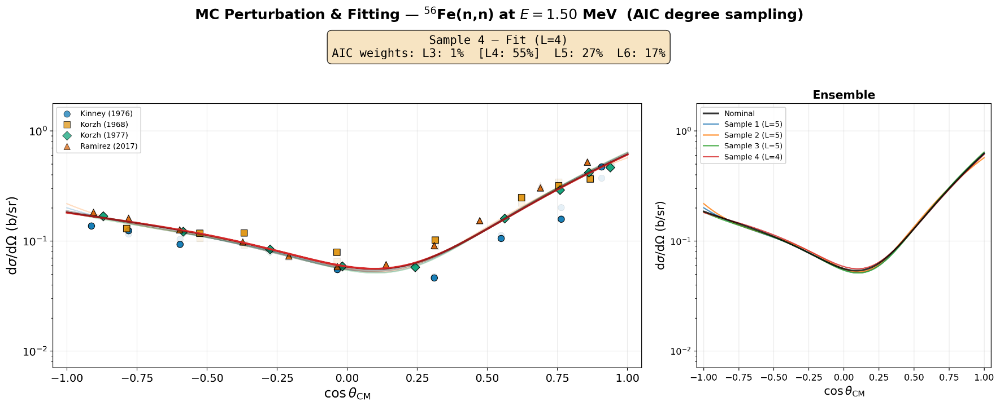 MC Perturbation & Fitting — ⁵⁶Fe(n,n) at E = 1.50 MeV (AIC degree sampling)
Sample 4 — Fit (L=4)
AIC weights: L3: 1% [L4: 55%] L5: 27% L6: 17%
Kinney (1976)
Korzh (1968)
Korzh (1977)
Ramirez (2017)
10⁰
10⁻¹
10⁻²
dσ/dΩ (b/sr)
−1.00 −0.75 −0.50 −0.25 0.00 0.25 0.50 0.75 1.00
cos θCM
Ensemble
Nominal
Sample 1 (L=5)
Sample 2 (L=5)
Sample 3 (L=5)
Sample 4 (L=4)
10⁰
10⁻¹
10⁻²
dσ/dΩ (b/sr)
−1.00 −0.75 −0.50 −0.25 0.00 0.25 0.50 0.75 1.00
cos θCM